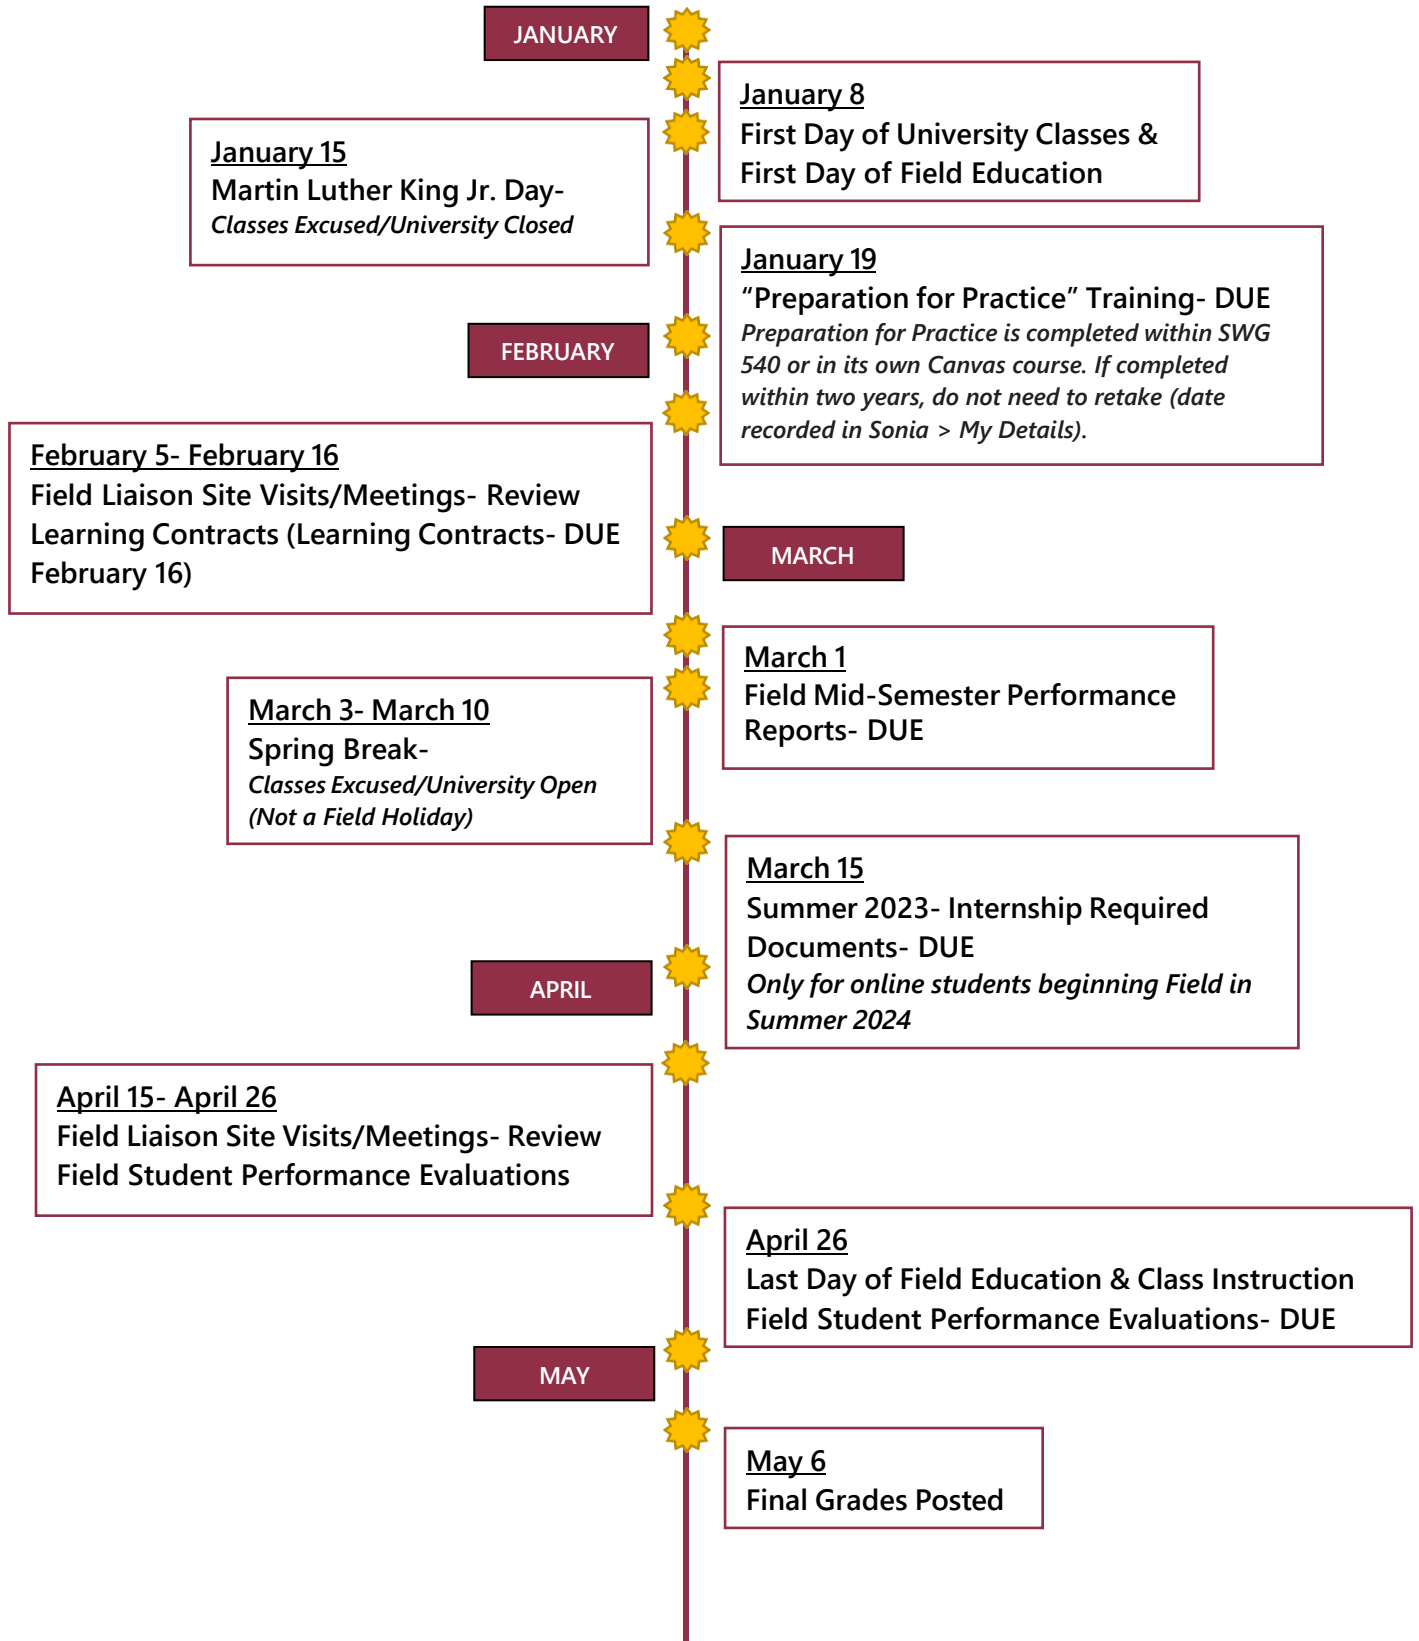 JANUARY
January 8
First Day of University Classes &
First Day of Field Education
January 15
Martin Luther King Jr. Day-
Classes Excused/University Closed
January 19
“Preparation for Practice” Training- DUE
Preparation for Practice is completed within SWG
540 or in its own Canvas course. If completed
within two years, do not need to retake (date
recorded in Sonia > My Details).
FEBRUARY
February 5- February 16
Field Liaison Site Visits/Meetings- Review
Learning Contracts (Learning Contracts- DUE
February 16)
MARCH
March 1
Field Mid-Semester Performance
Reports- DUE
March 3- March 10
Spring Break-
Classes Excused/University Open
(Not a Field Holiday)
March 15
Summer 2023- Internship Required
Documents- DUE
Only for online students beginning Field in
Summer 2024
APRIL
April 15- April 26
Field Liaison Site Visits/Meetings- Review
Field Student Performance Evaluations
April 26
Last Day of Field Education & Class Instruction
Field Student Performance Evaluations- DUE
MAY
May 6
Final Grades Posted